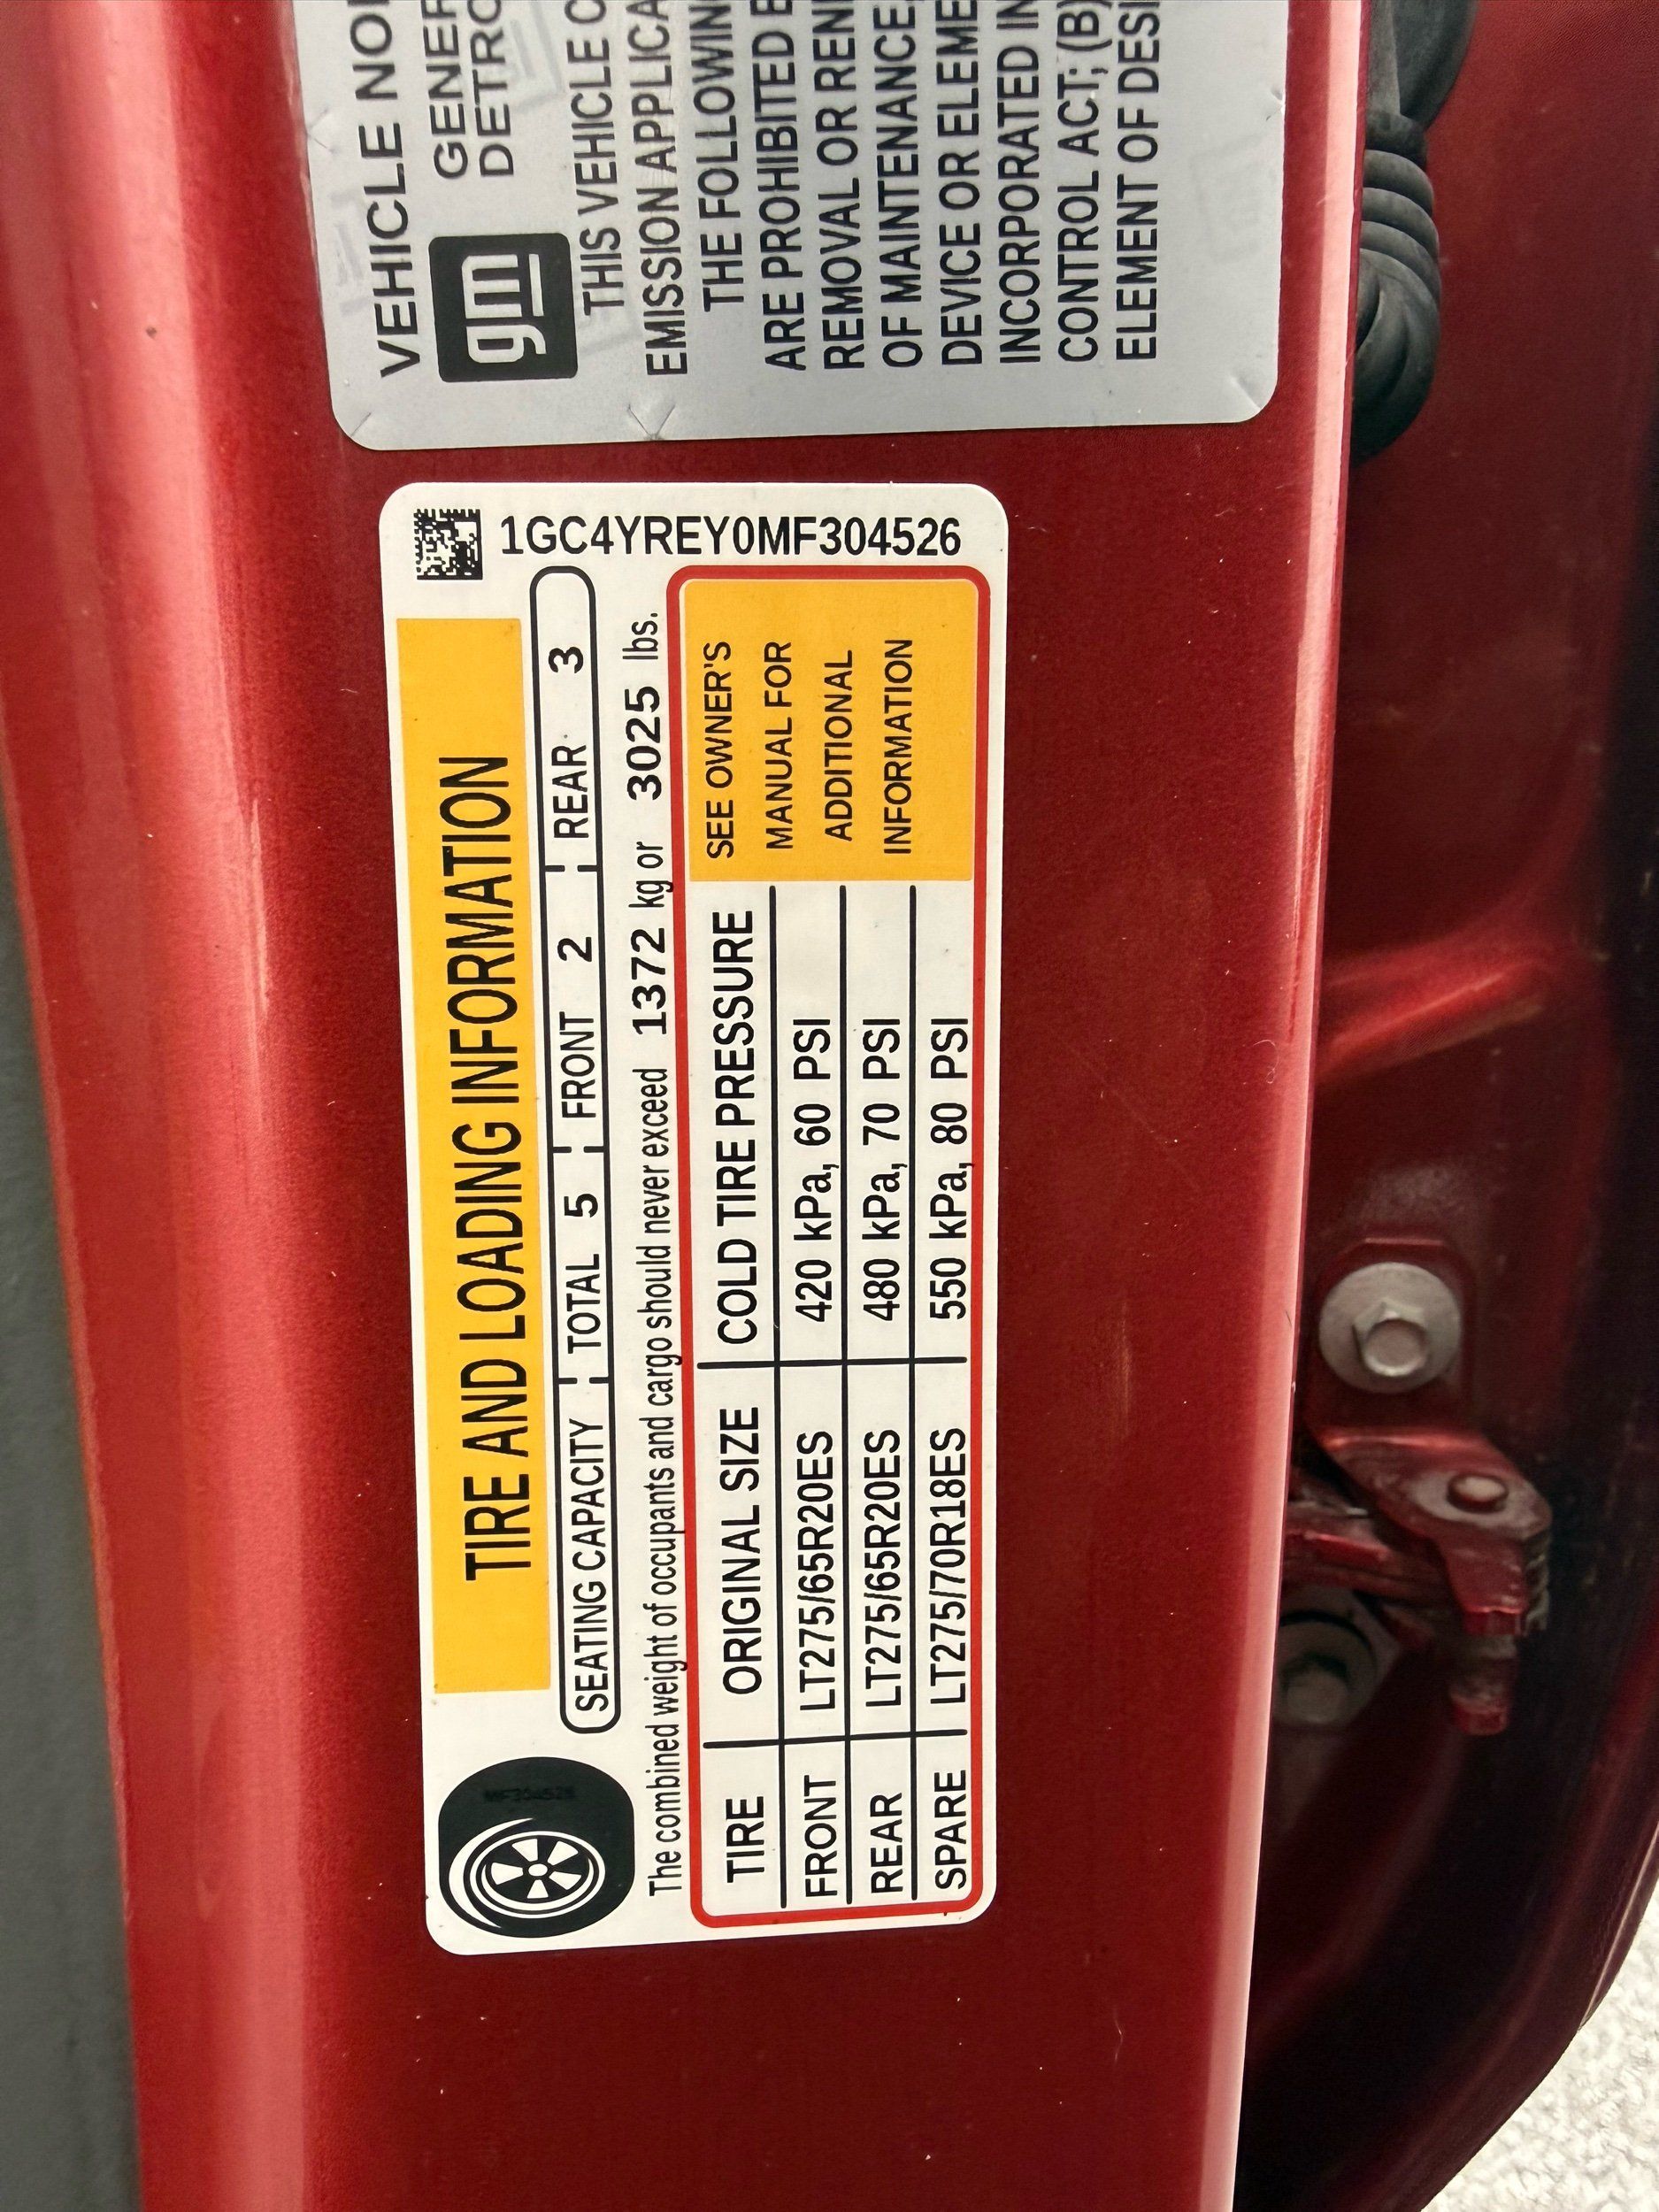 VEHICLE NO
gm
GENER
DETRO
THIS VEHICLE C
EMISSION APPLICA
THE FOLLOWIN
ARE PROHIBITED
REMOVAL OR REN
OF MAINTENANCE,
DEVICE OR ELEME
INCORPORATED IN
CONTROL ACT; (B)
ELEMENT OF DESI
1GC4YREY0MF304526
TIRE AND LOADING INFORMATION
SEATING CAPACITY TOTAL 5 FRONT 2 REAR 3
The combined weight of occupants and cargo should never exceed 1372 kg or 3025 lbs.
TIRE ORIGINAL SIZE COLD TIRE PRESSURE
FRONT LT275/65R20ES 420 kPa, 60 PSI
REAR LT275/65R20ES 480 kPa, 70 PSI
SPARE LT275/70R18ES 550 kPa, 80 PSI
SEE OWNER'S
MANUAL FOR
ADDITIONAL
INFORMATION
MF304526